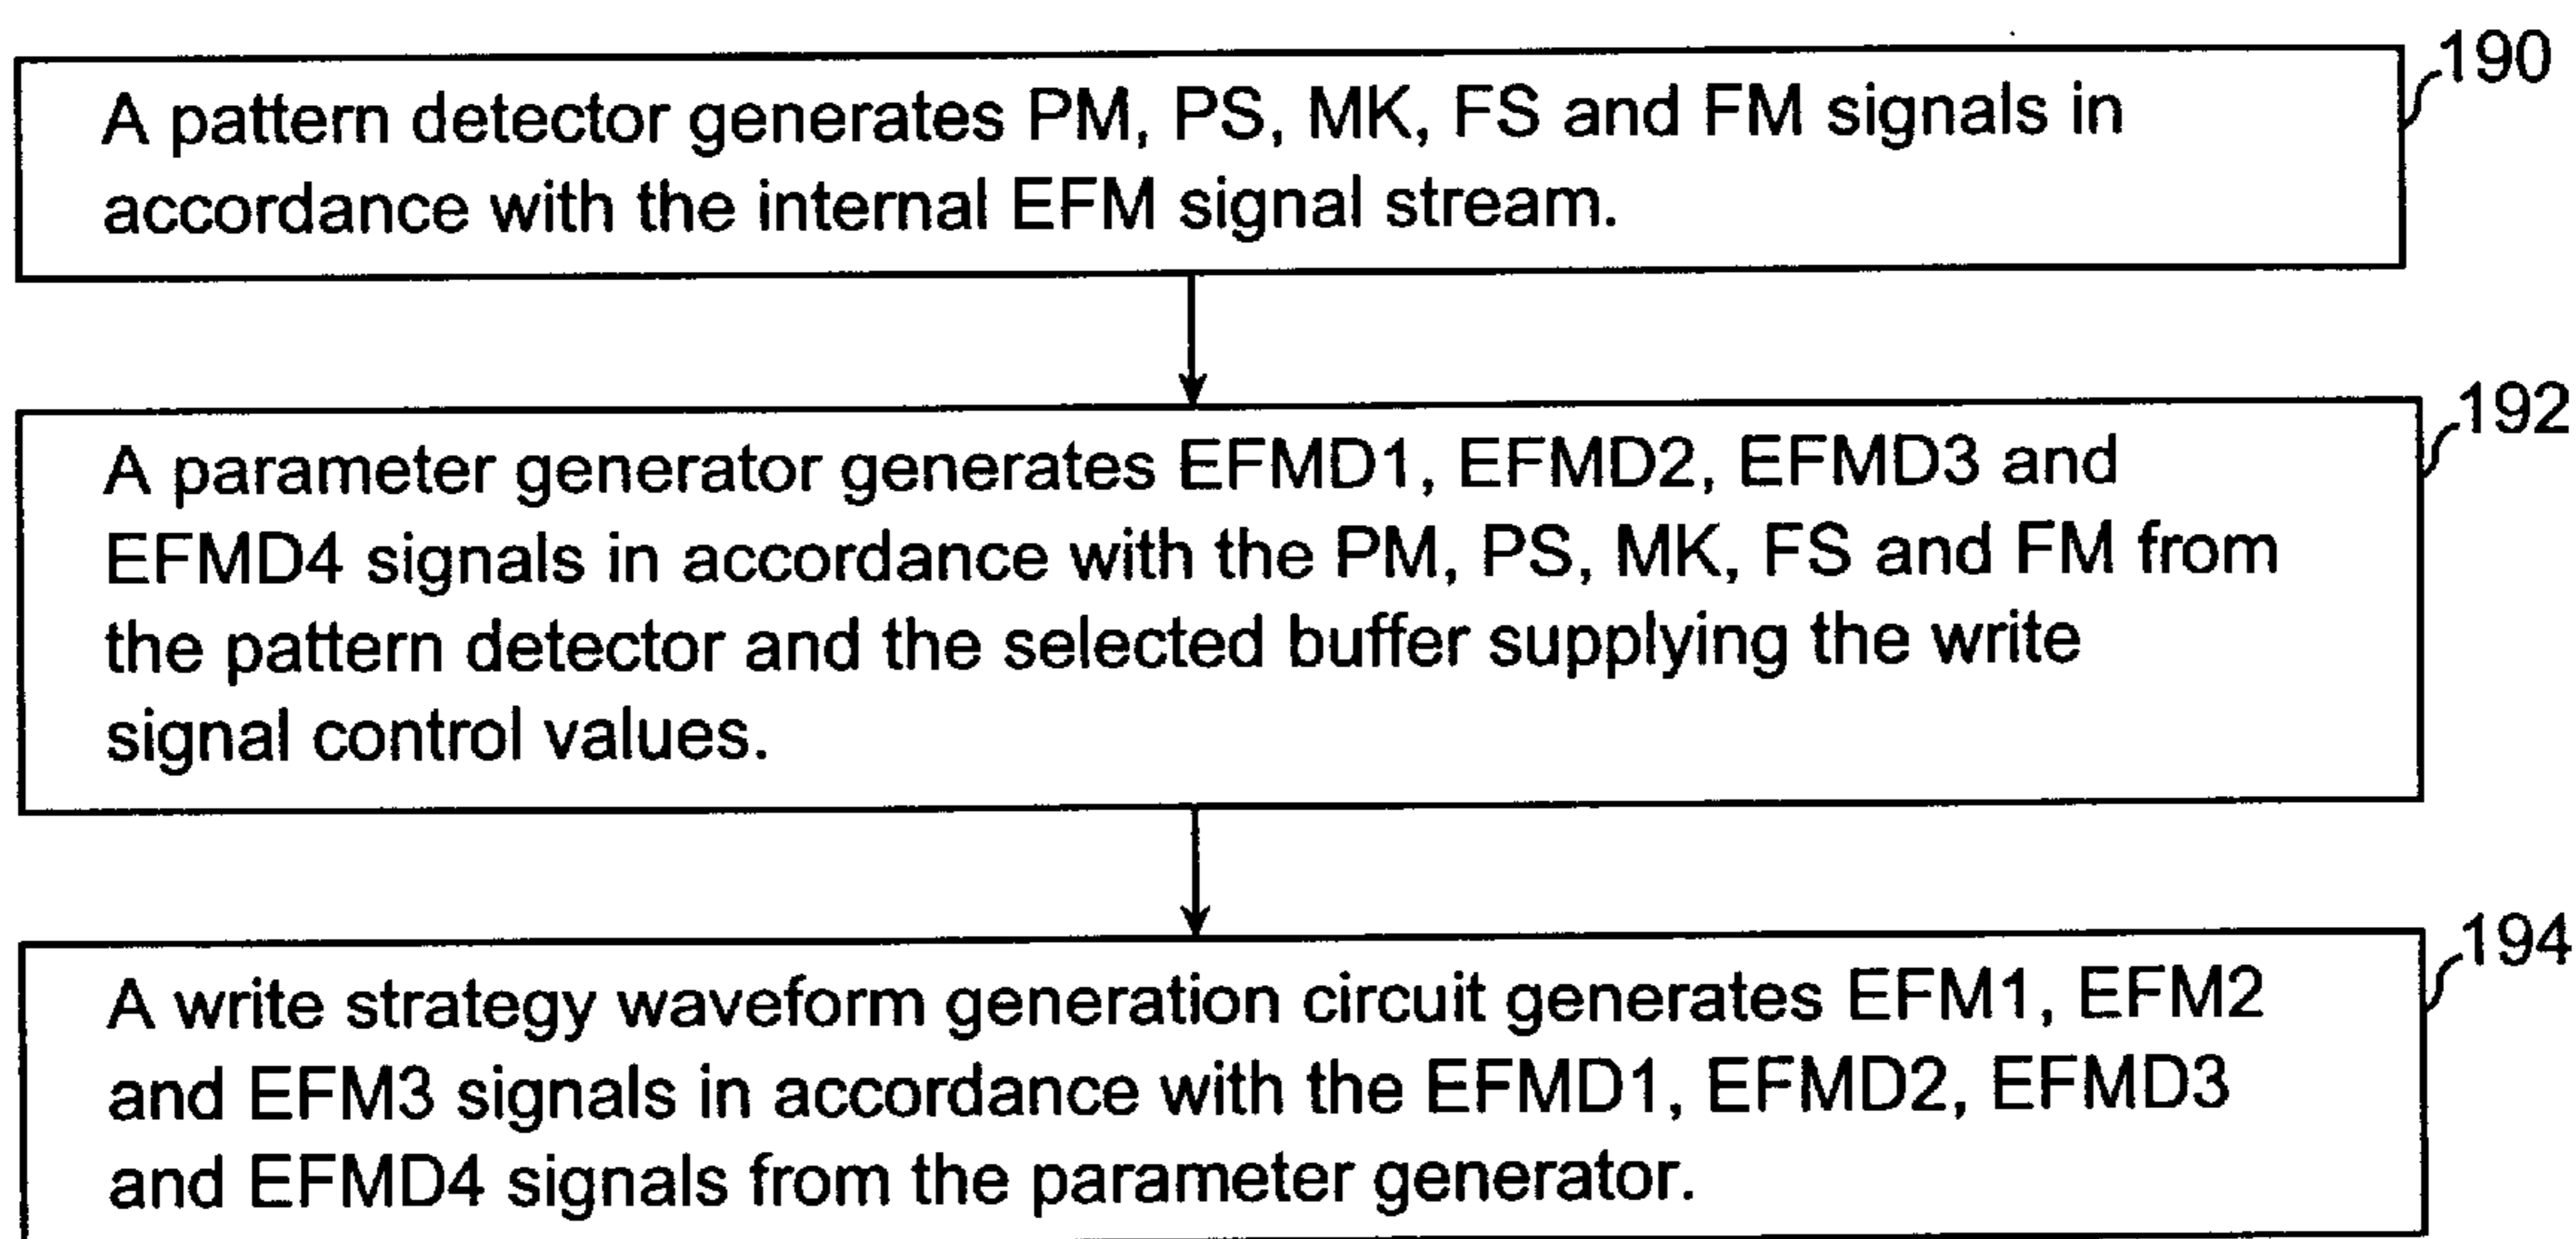 190
A pattern detector generates PM, PS, MK, FS and FM signals in
accordance with the internal EFM signal stream.
192
A parameter generator generates EFMD1, EFMD2, EFMD3 and
EFMD4 signals in accordance with the PM, PS, MK, FS and FM from
the pattern detector and the selected buffer supplying the write
signal control values.
194
A write strategy waveform generation circuit generates EFM1, EFM2
and EFM3 signals in accordance with the EFMD1, EFMD2, EFMD3
and EFMD4 signals from the parameter generator.